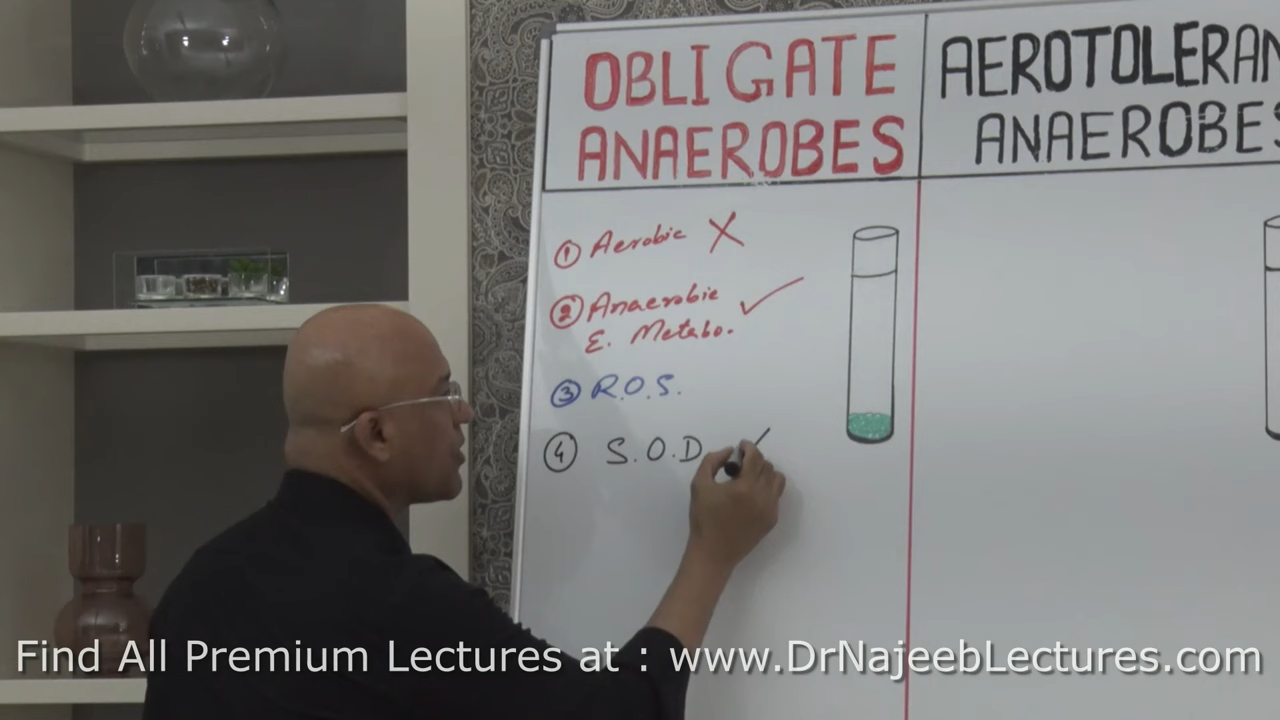 OBLIGATE
ANAEROBES
AEROTOLERAN
ANAEROBES
① Aerobic X
② Anaerobic ✓
E. Metabo.
③ R.O.S.
④ S.O.D
Find All Premium Lectures at : www.DrNajeebLectures.com